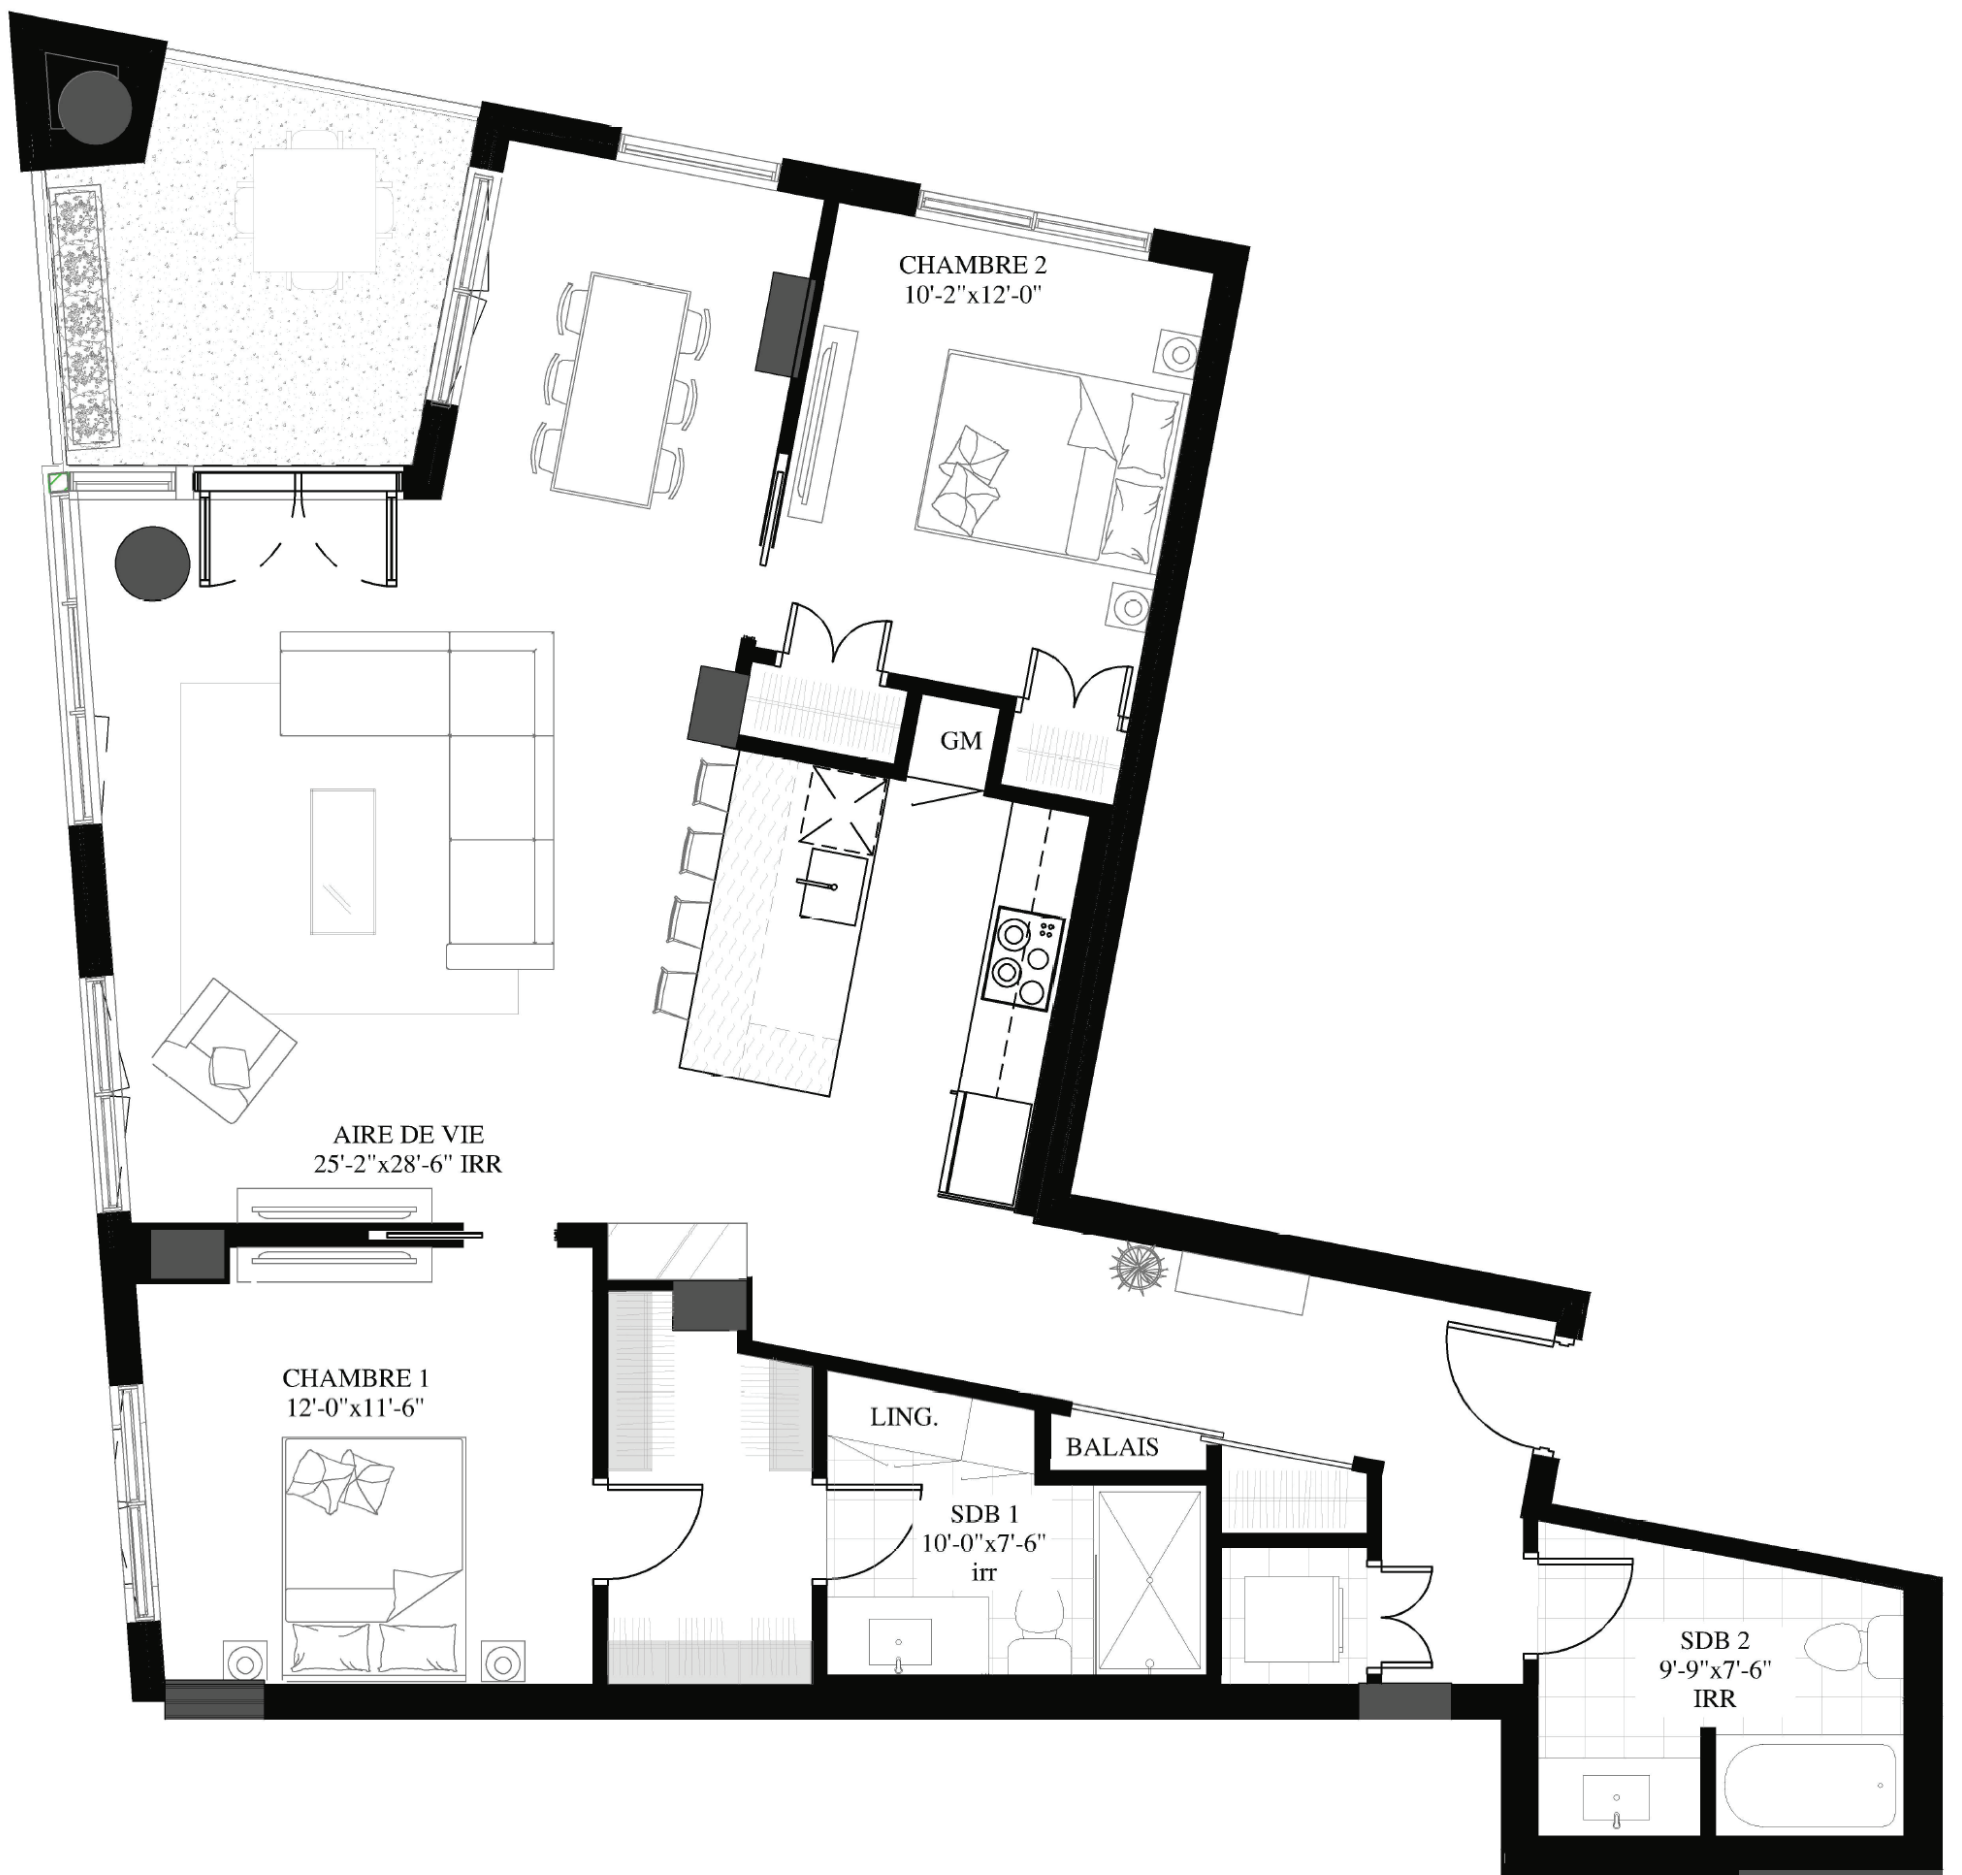 CHAMBRE 2
10'-2"x12'-0"
GM
AIRE DE VIE
25'-2"x28'-6" IRR
CHAMBRE 1
12'-0"x11'-6"
LING.
BALAIS
SDB 1
10'-0"x7'-6"
irr
SDB 2
9'-9"x7'-6"
IRR